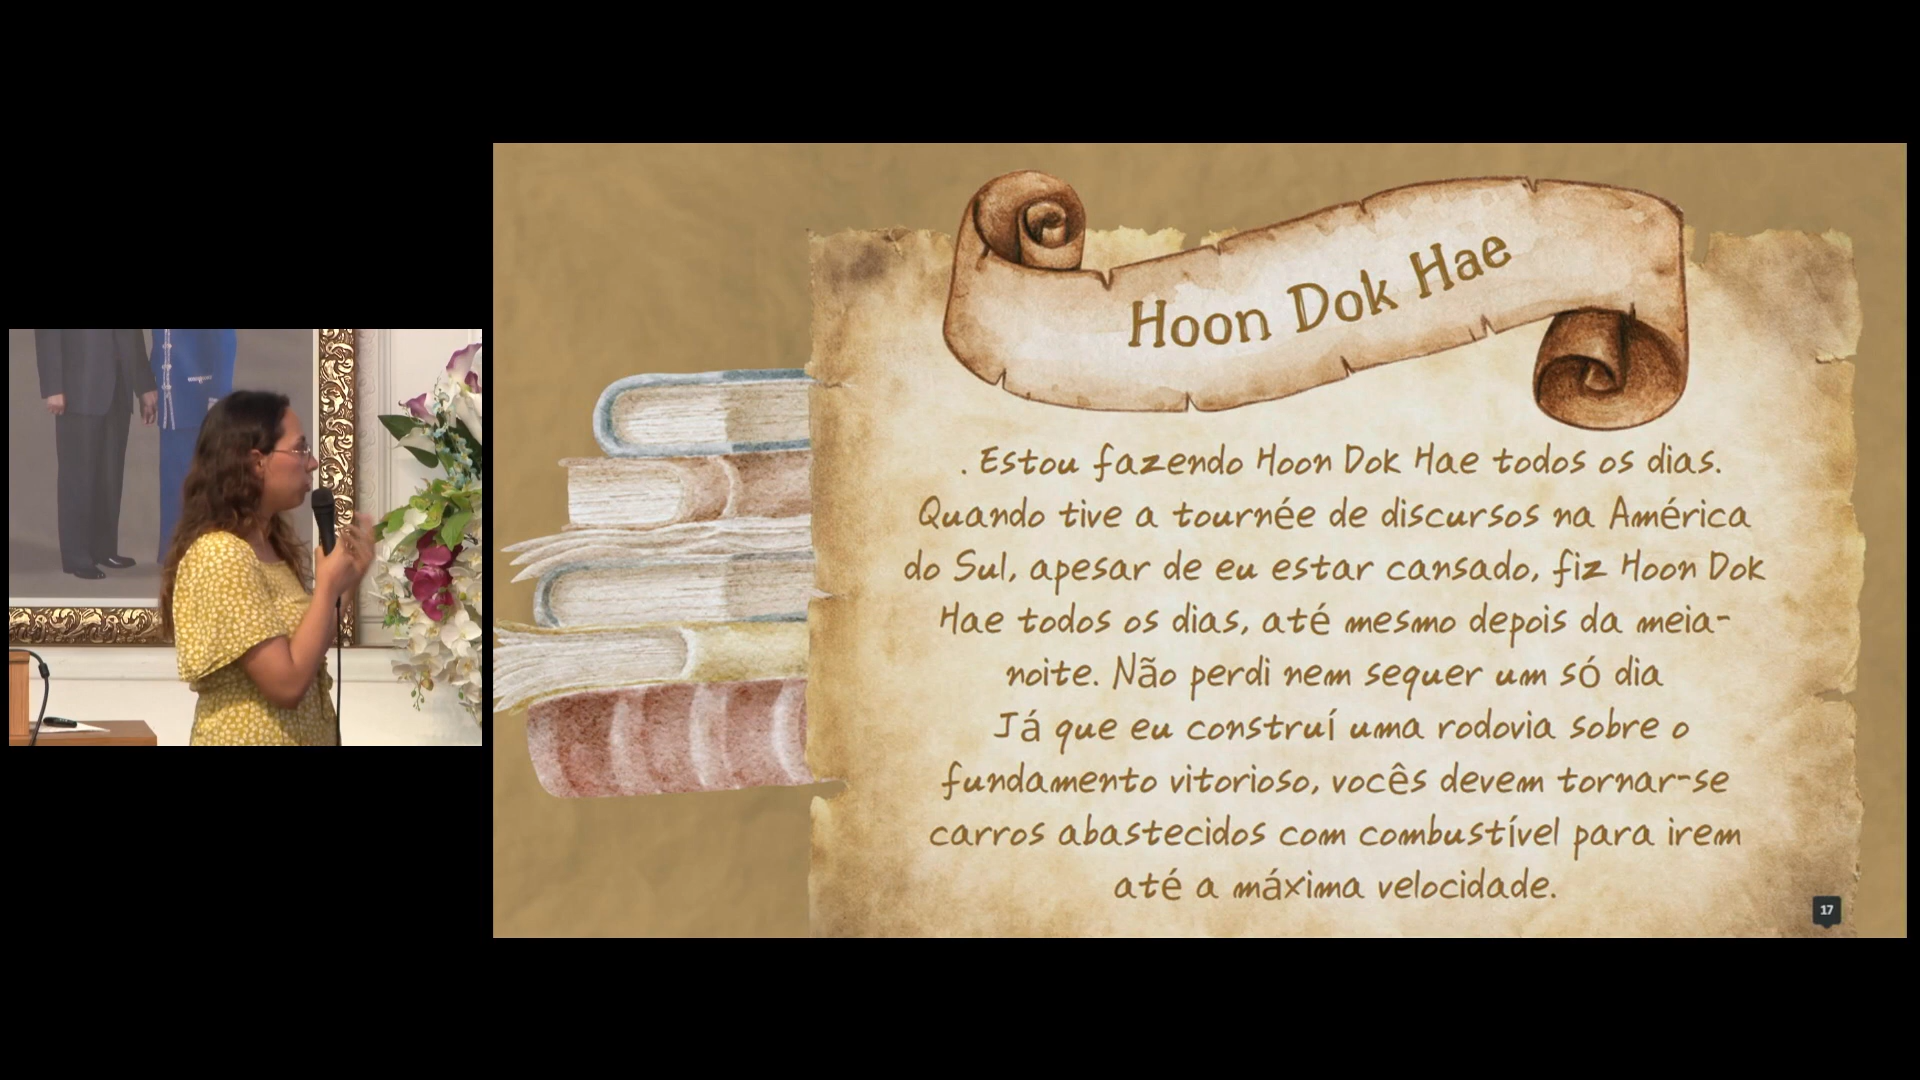 Hoon Dok Hae
. Estou fazendo Hoon Dok Hae todos os dias.
Quando tive a tournée de discursos na América
do Sul, apesar de eu estar cansado, fiz Hoon Dok
Hae todos os dias, até mesmo depois da meia-
noite. Não perdi nem sequer um só dia
Já que eu construí uma rodovia sobre o
fundamento vitorioso, vocês devem tornar-se
carros abastecidos com combustível para irem
até a máxima velocidade.
17